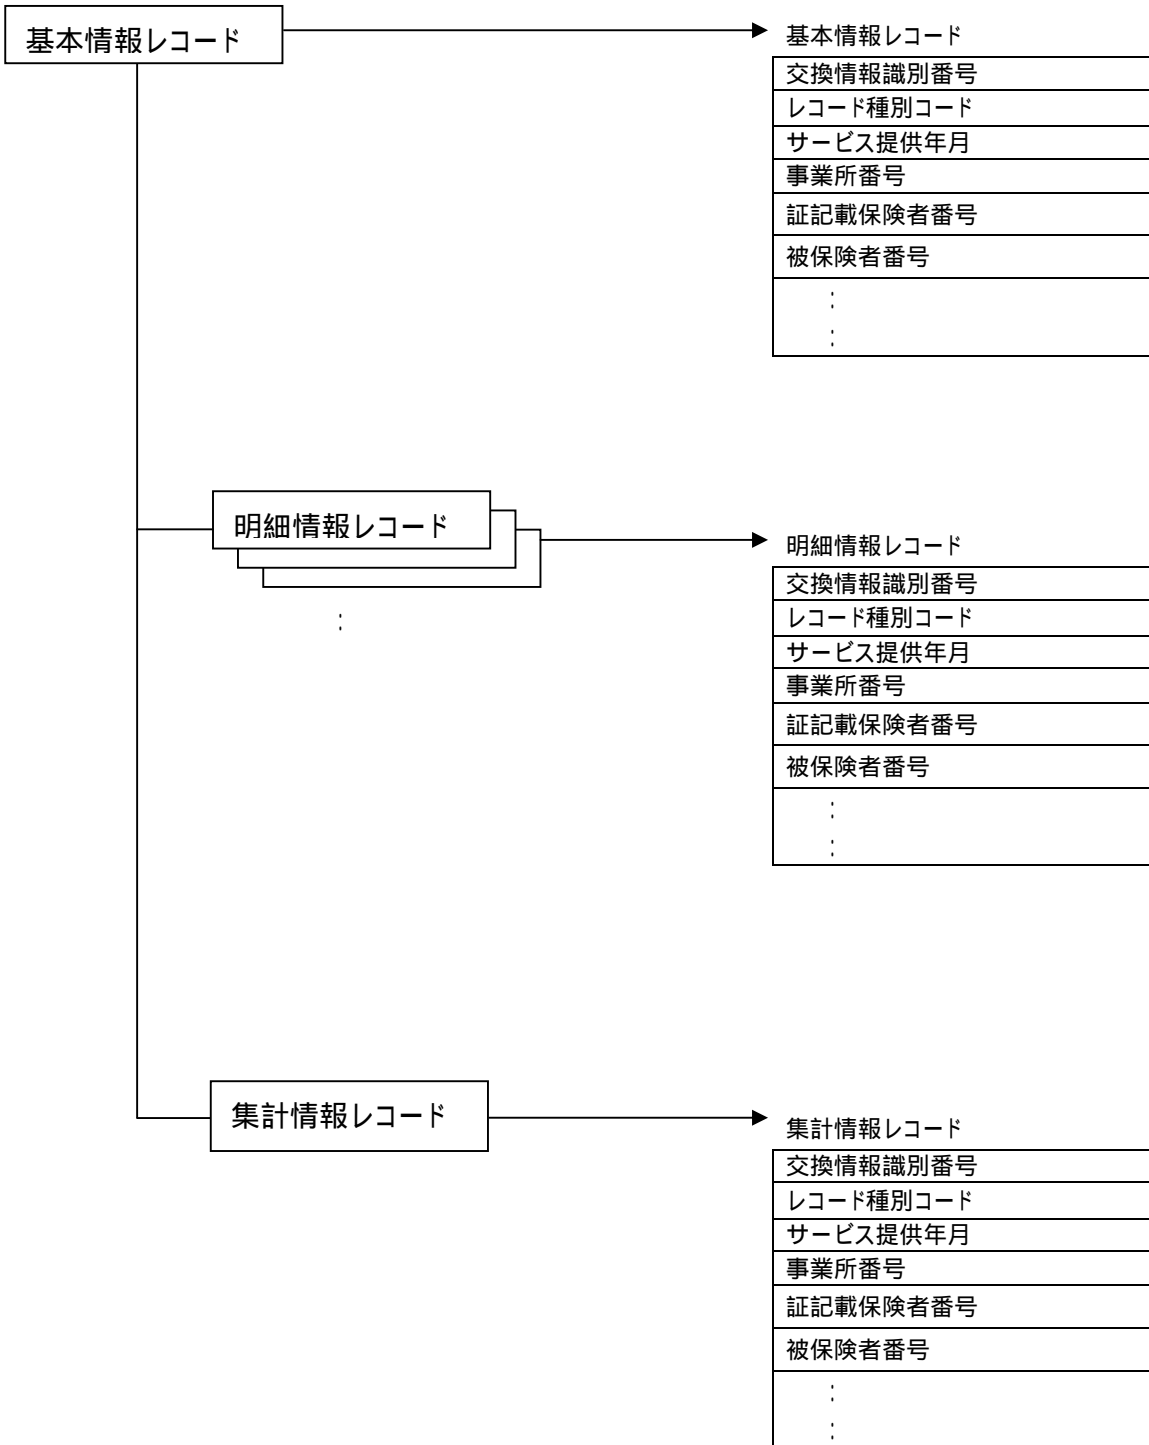 基本情報レコード
基本情報レコード
交換情報識別番号
レコード種別コード
サービス提供年月
事業所番号
証記載保険者番号
被保険者番号
:
:
明細情報レコード
:
明細情報レコード
交換情報識別番号
レコード種別コード
サービス提供年月
事業所番号
証記載保険者番号
被保険者番号
:
:
集計情報レコード
集計情報レコード
交換情報識別番号
レコード種別コード
サービス提供年月
事業所番号
証記載保険者番号
被保険者番号
:
: